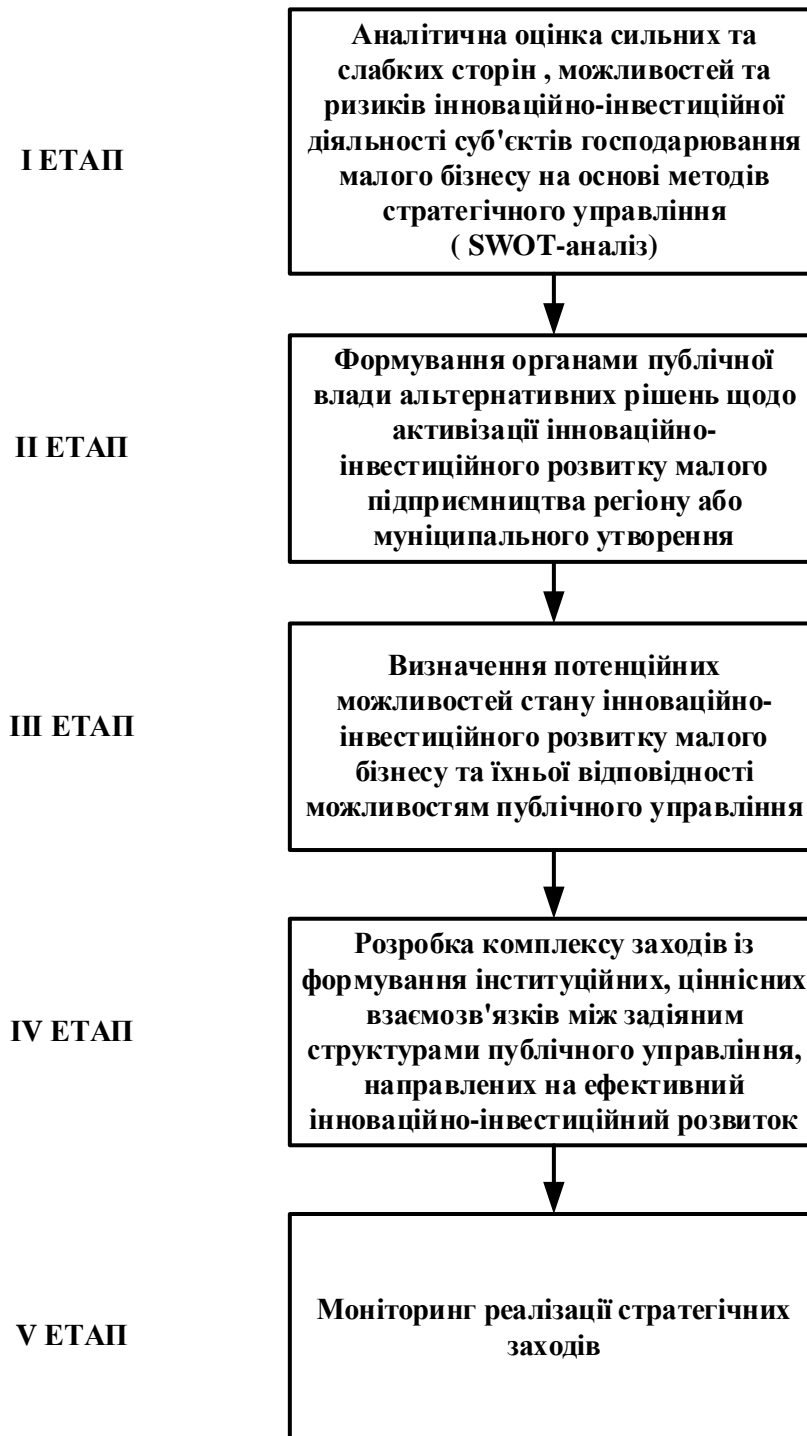 І ЕТАП
Аналітична оцінка сильних та
слабких сторін , можливостей та
ризиків інноваційно-інвестиційної
діяльності суб'єктів господарювання
малого бізнесу на основі методів
стратегічного управління
( SWOT-аналіз)
ІІ ЕТАП
Формування органами публічної
влади альтернативних рішень щодо
активізації інноваційно-
інвестиційного розвитку малого
підприємництва регіону або
муніципального утворення
ІІІ ЕТАП
Визначення потенційних
можливостей стану інноваційно-
інвестиційного розвитку малого
бізнесу та їхньої відповідності
можливостям публічного управління
ІV ЕТАП
Розробка комплексу заходів із
формування інституційних, ціннісних
взаємозв'язків між задіяним
структурами публічного управління,
направлених на ефективний
інноваційно-інвестиційний розвиток
V ЕТАП
Моніторинг реалізації стратегічних
заходів